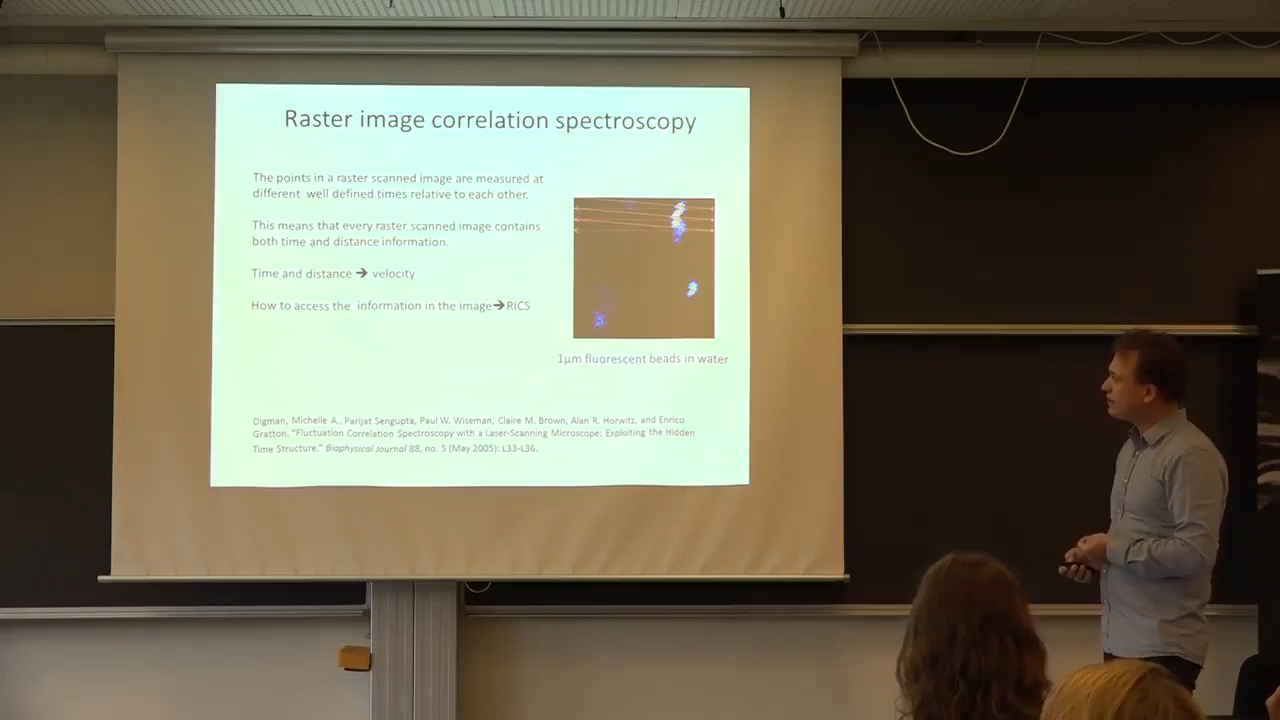 Raster image correlation spectroscopy
The points in a raster scanned image are measured at
different well defined times relative to each other.
This means that every raster scanned image contains
both time and distance information.
Time and distance → velocity
How to access the information in the image→RICS
1µm fluorescent beads in water
Digman, Michelle A., Parijat Sengupta, Paul W. Wiseman, Claire M. Brown, Alan R. Horwitz, and Enrico
Gratton. “Fluctuation Correlation Spectroscopy with a Laser-Scanning Microscope: Exploiting the Hidden
Time Structure.” Biophysical Journal 88, no. 5 (May 2005): L33-L36.